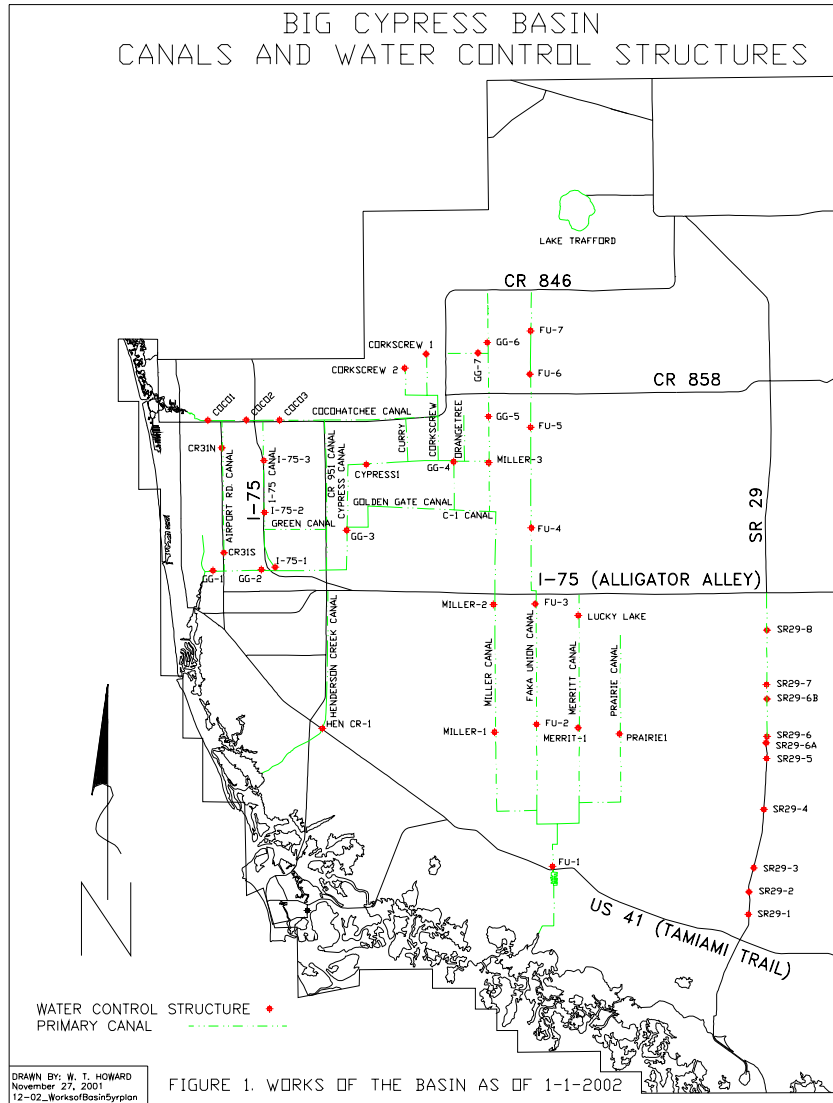 BIG CYPRESS BASIN
CANALS AND WATER CONTROL STRUCTURES
LAKE TRAFFORD
CR 846
CORKSCREW 1
CORKSCREW 2
GG-6
GG-7
FU-7
FU-6
CR 858
COCO1
COCO2
COCO3
COCOHATCHEE CANAL
GG-5
FU-5
CR31N
AIRPORT RD. CANAL
I-75
I-75 CANAL
I-75-3
CR 951 CANAL
CYPRESS CANAL
CYPRESS1
CURRY
CORKSCREW
ORANGETREE
GG-4
MILLER-3
I-75-2
GREEN CANAL
GOLDEN GATE CANAL
C-1 CANAL
GG-3
FU-4
SR 29
CR31S
GG-1
GG-2
I-75-1
I-75 (ALLIGATOR ALLEY)
MILLER-2
FU-3
LUCKY LAKE
SR29-8
HENDERSON CREEK CANAL
MILLER CANAL
FAKA UNION CANAL
MERRITT CANAL
PRAIRIE CANAL
SR29-7
SR29-6B
HEN CR-1
MILLER-1
FU-2
MERRIT-1
PRAIRIE1
SR29-6
SR29-6A
SR29-5
SR29-4
FU-1
SR29-3
SR29-2
SR29-1
US 41 (TAMIAMI TRAIL)
N
WATER CONTROL STRUCTURE
PRIMARY CANAL
DRAWN BY: W. T. HOWARD
November 27, 2001
12-02_WorksofBasin5yrplan
FIGURE 1. WORKS OF THE BASIN AS OF 1-1-2002